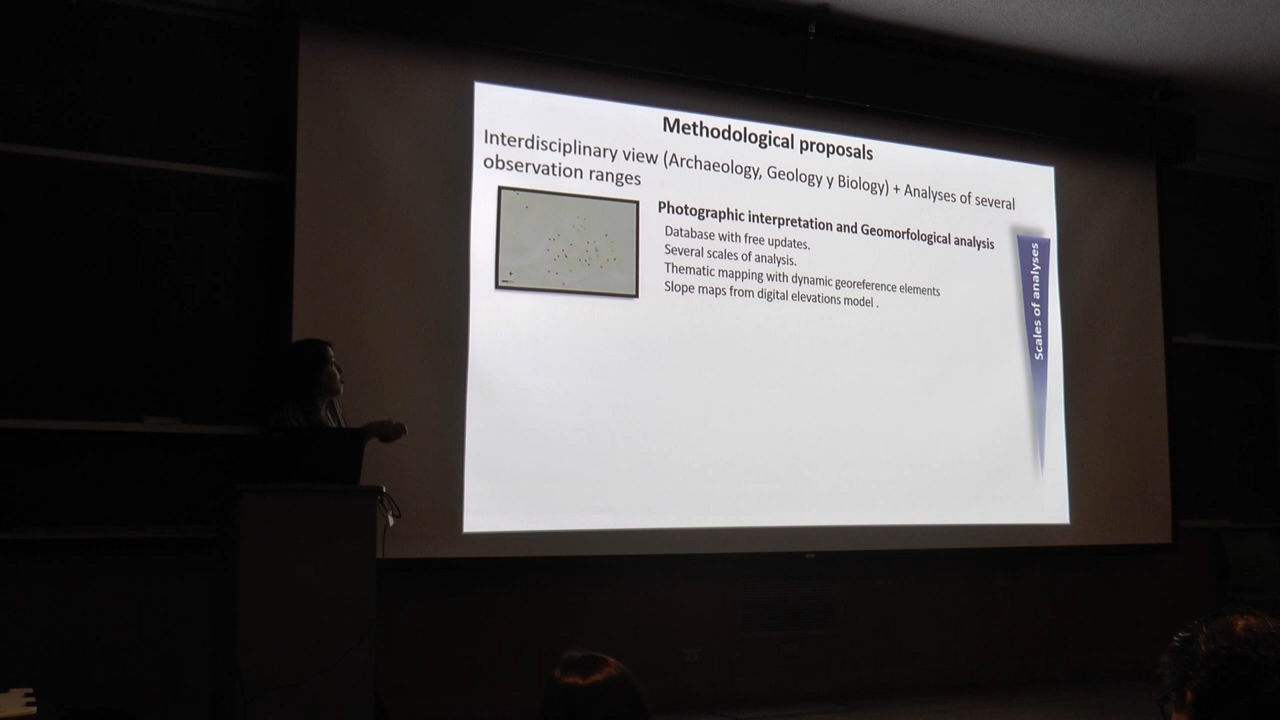 Methodological proposals
Interdisciplinary view (Archaeology, Geology y Biology) + Analyses of several
observation ranges
Photographic interpretation and Geomorfological analysis
Database with free updates.
Several scales of analysis.
Thematic mapping with dynamic georeference elements
Slope maps from digital elevations model .
Scales of analyses